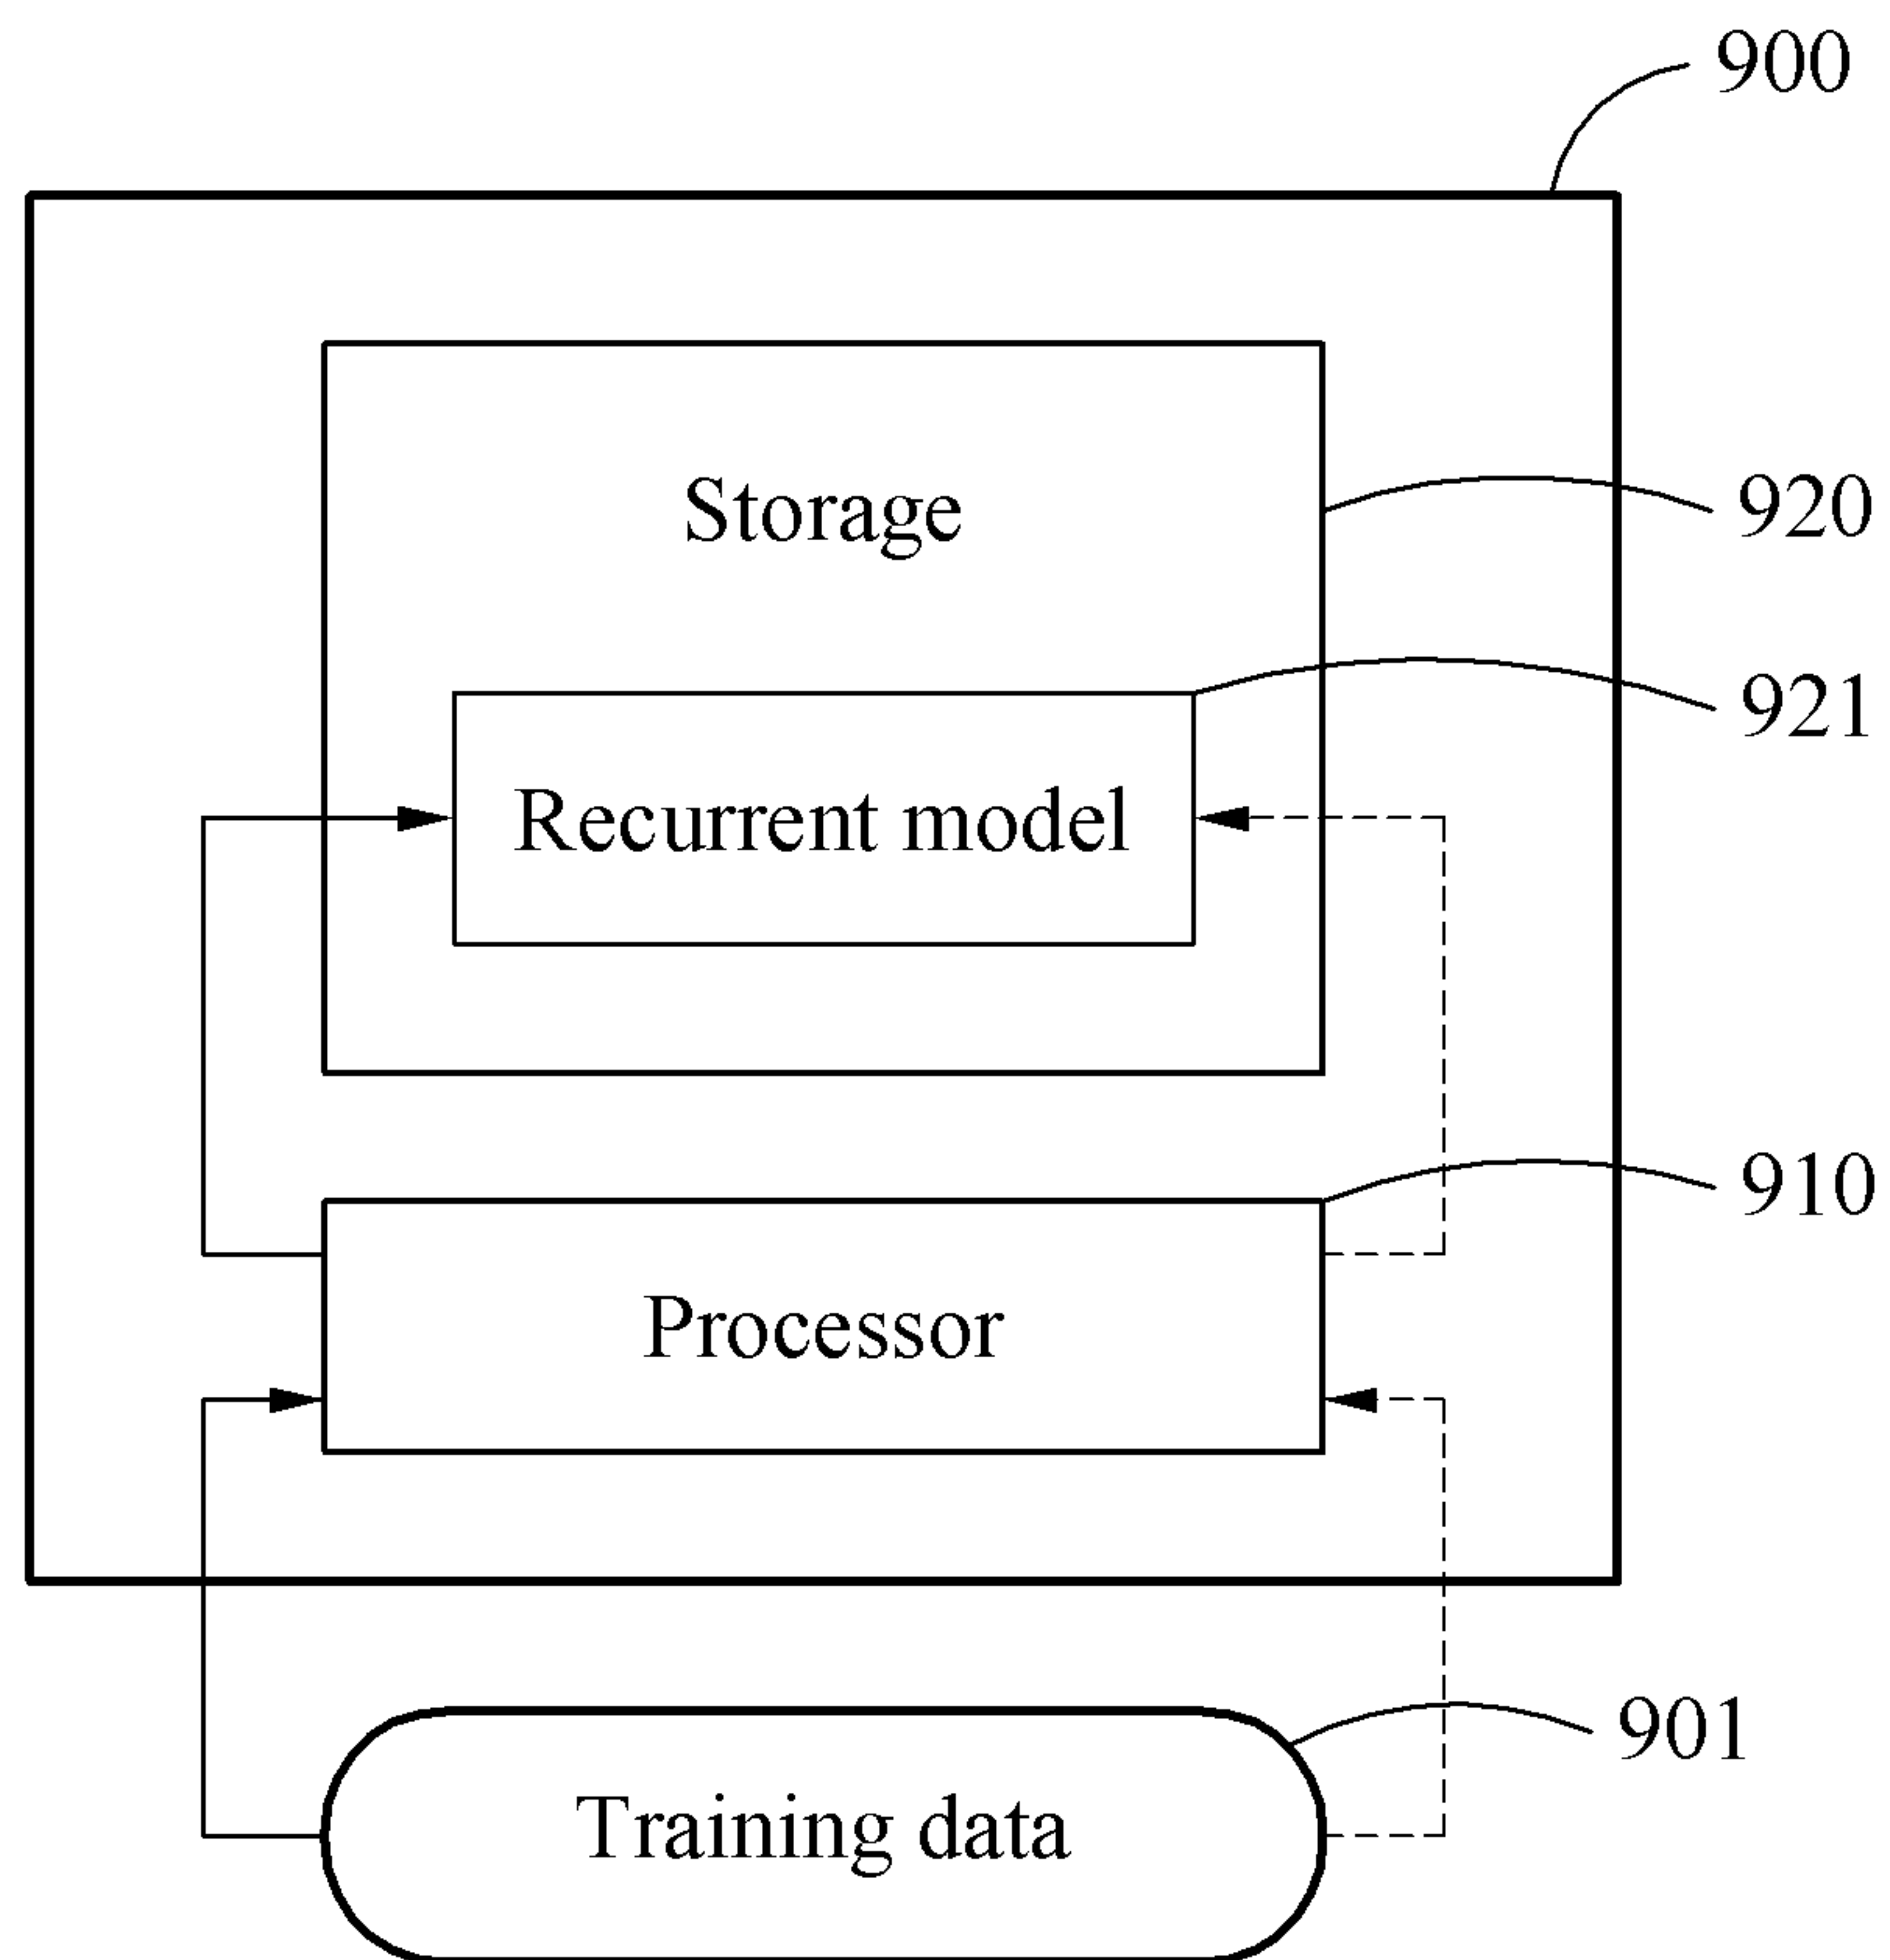 900
Storage
920
921
Recurrent model
910
Processor
901
Training data